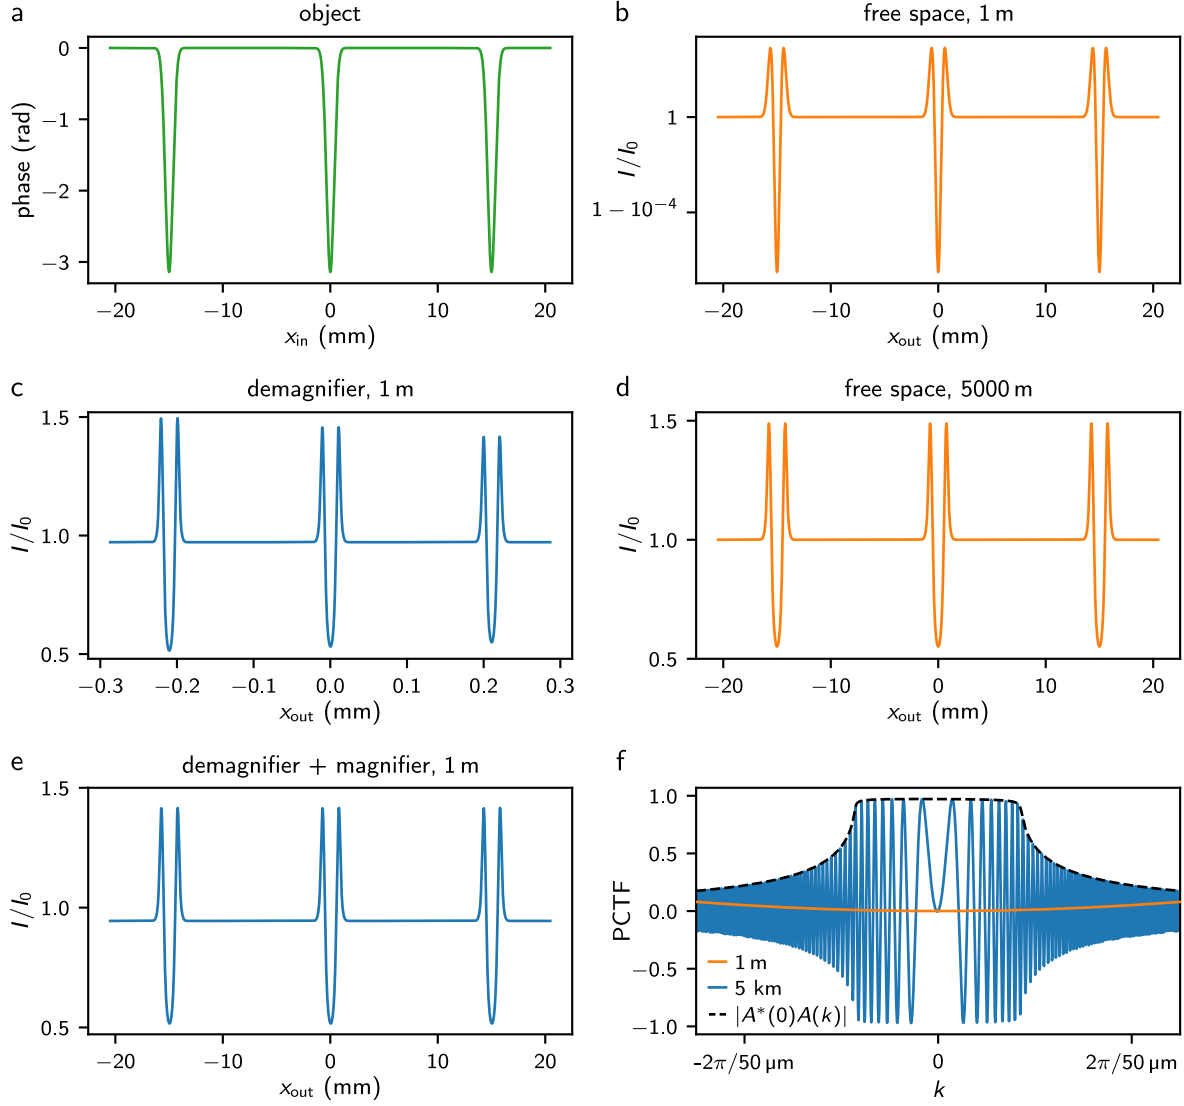 a
object
phase (rad)
0
−1
−2
−3
−20
−10
0
10
20
x_in (mm)
b
free space, 1 m
I/I₀
1
1 − 10⁻⁴
−20
−10
0
10
20
x_out (mm)
c
demagnifier, 1 m
I/I₀
1.5
1.0
0.5
−0.3
−0.2
−0.1
0.0
0.1
0.2
0.3
x_out (mm)
d
free space, 5000 m
I/I₀
1.5
1.0
0.5
−20
−10
0
10
20
x_out (mm)
e
demagnifier + magnifier, 1 m
I/I₀
1.5
1.0
0.5
−20
−10
0
10
20
x_out (mm)
f
PCTF
1.0
0.5
0.0
−0.5
−1.0
1 m
5 km
|A*(0)A(k)|
-2π/50 µm
0
2π/50 µm
k